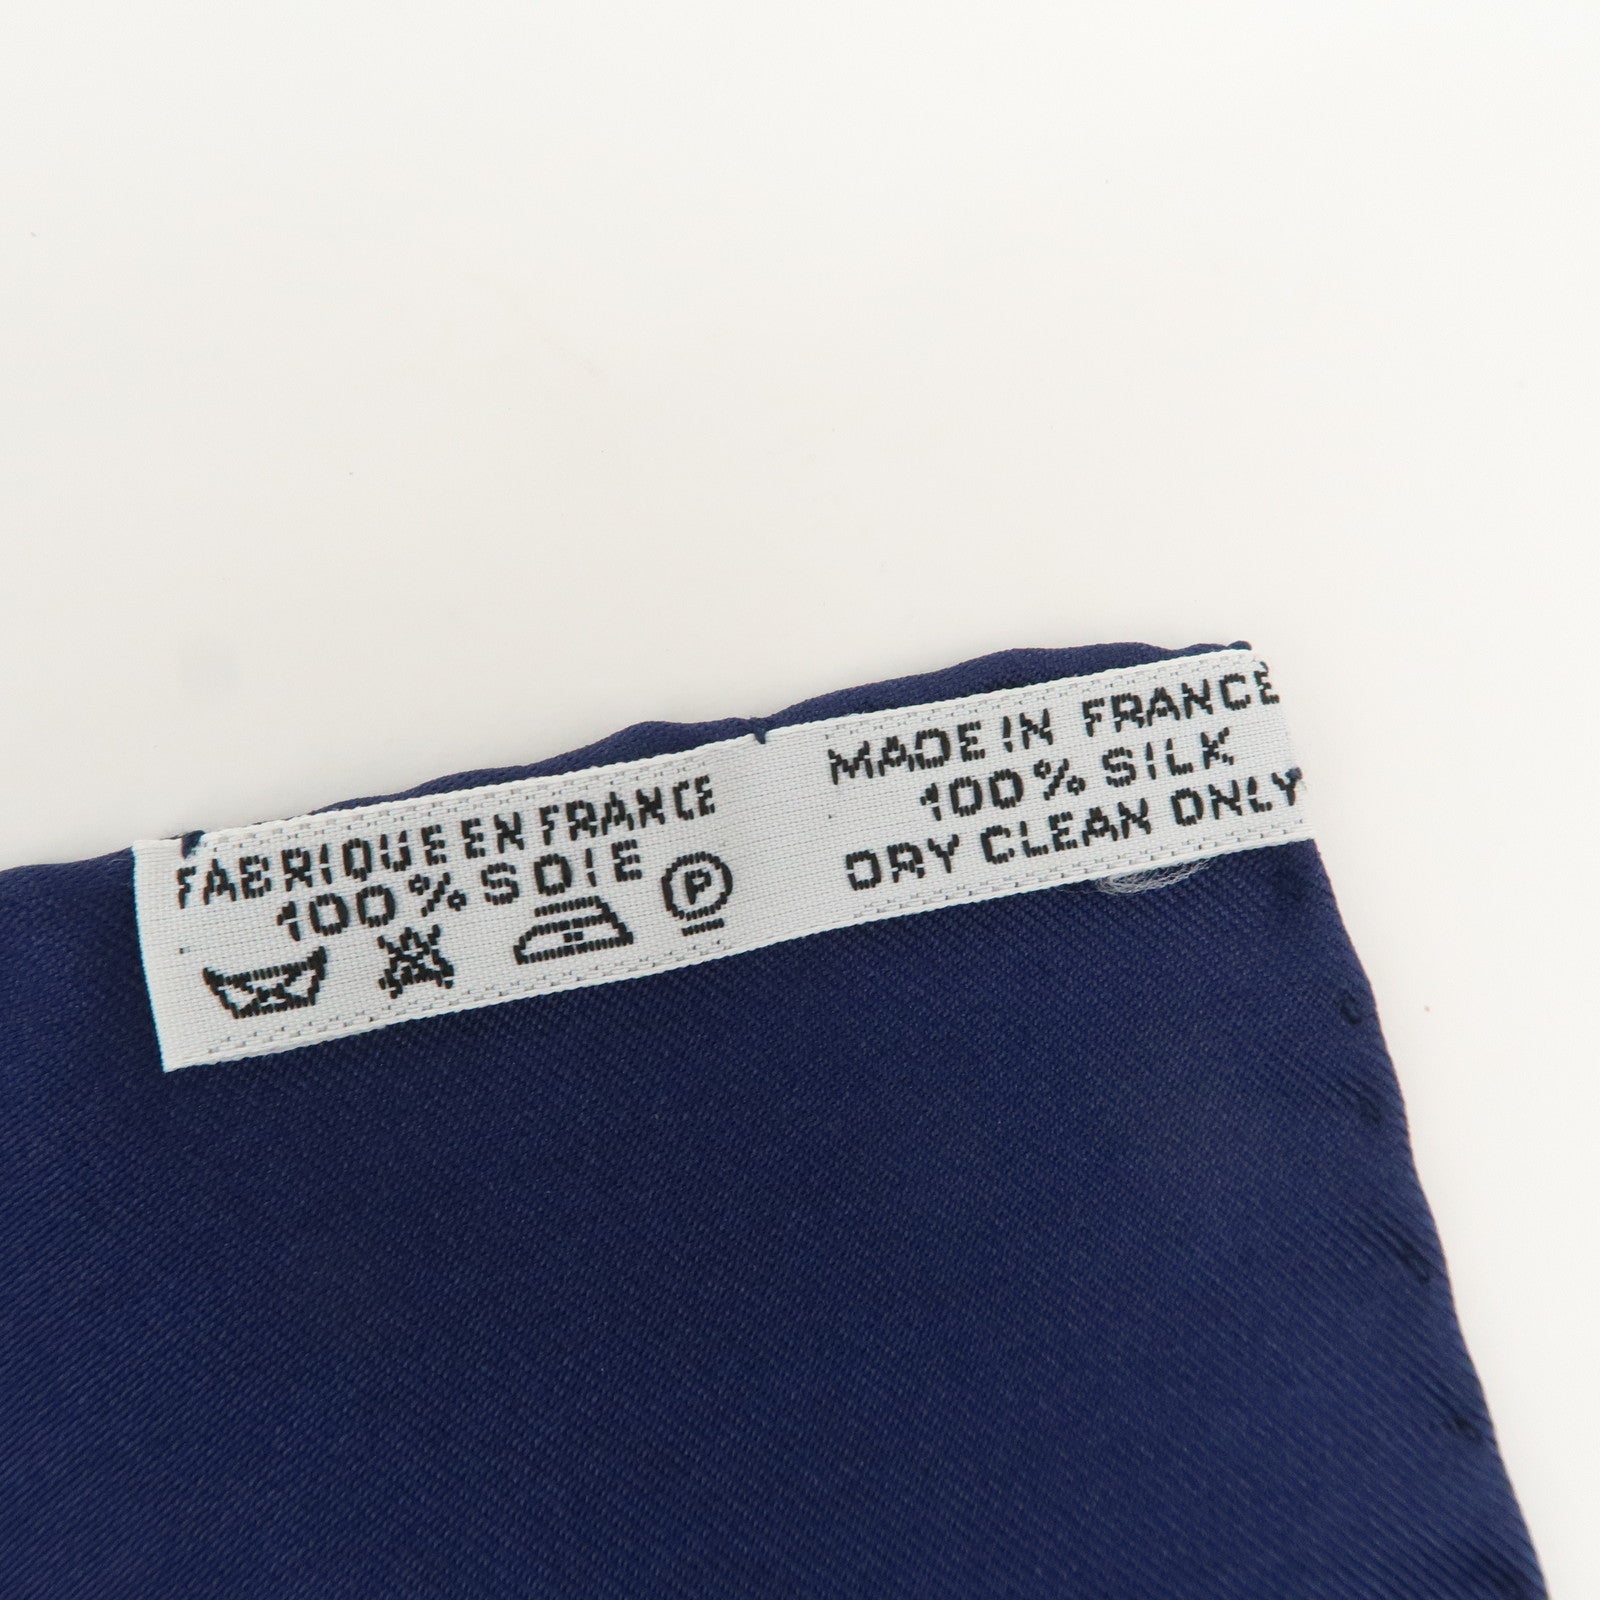 FABRIQUE EN FRANCE
100% SOIE
P
MADE IN FRANCE
100% SILK
DRY CLEAN ONLY